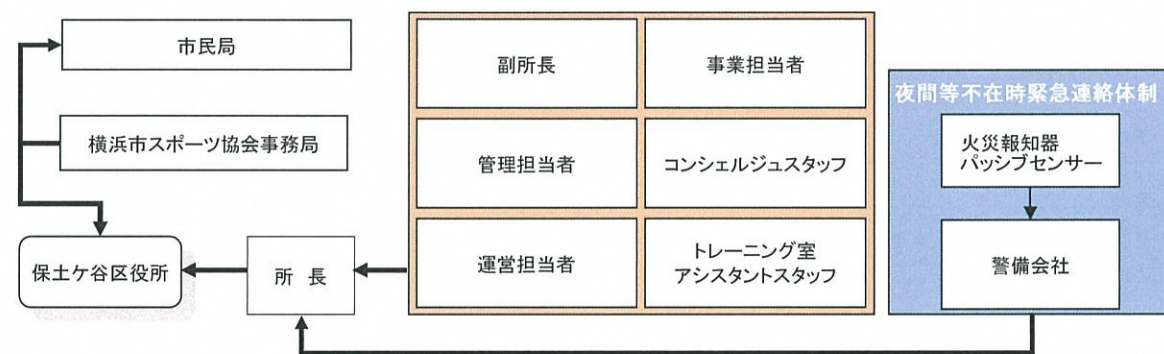 市民局
横浜市スポーツ協会事務局
保土ケ谷区役所
所 長
副所長
事業担当者
管理担当者
コンシェルジュスタッフ
運営担当者
トレーニング室
アシスタントスタッフ
夜間等不在時緊急連絡体制
火災報知器
パッシブセンサー
警備会社